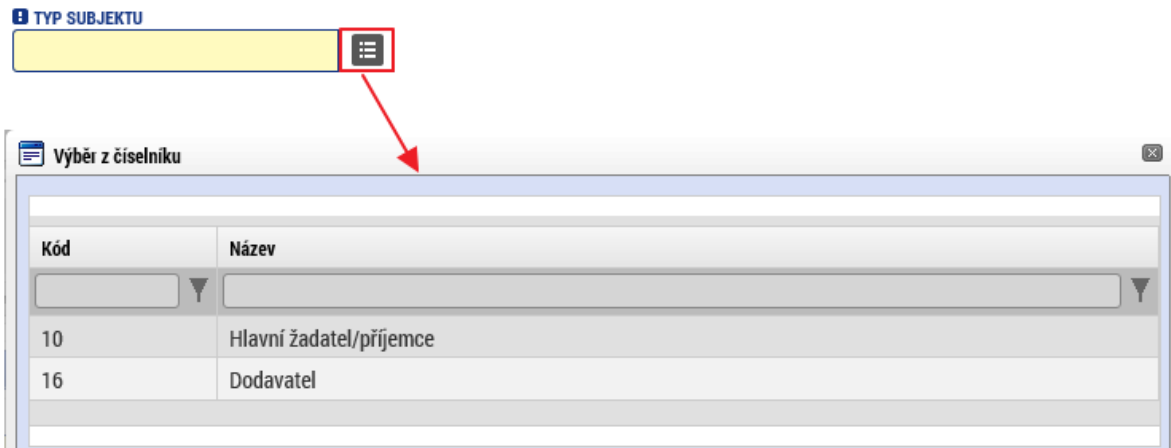 TYP SUBJEKTU
Výběr z číselníku
Kód Název
10 Hlavní žadatel/příjemce
16 Dodavatel